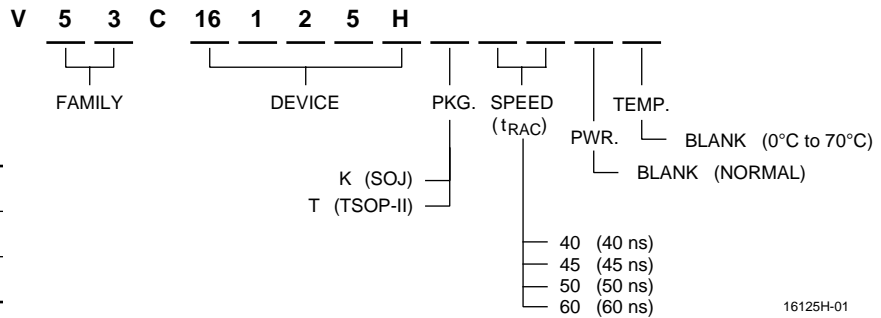 V 5 3 C 16 1 2 5 H
FAMILY DEVICE PKG. SPEED (tRAC) PWR. TEMP.
BLANK (0°C to 70°C)
BLANK (NORMAL)
K (SOJ)
T (TSOP-II)
40 (40 ns)
45 (45 ns)
50 (50 ns)
60 (60 ns)
16125H-01